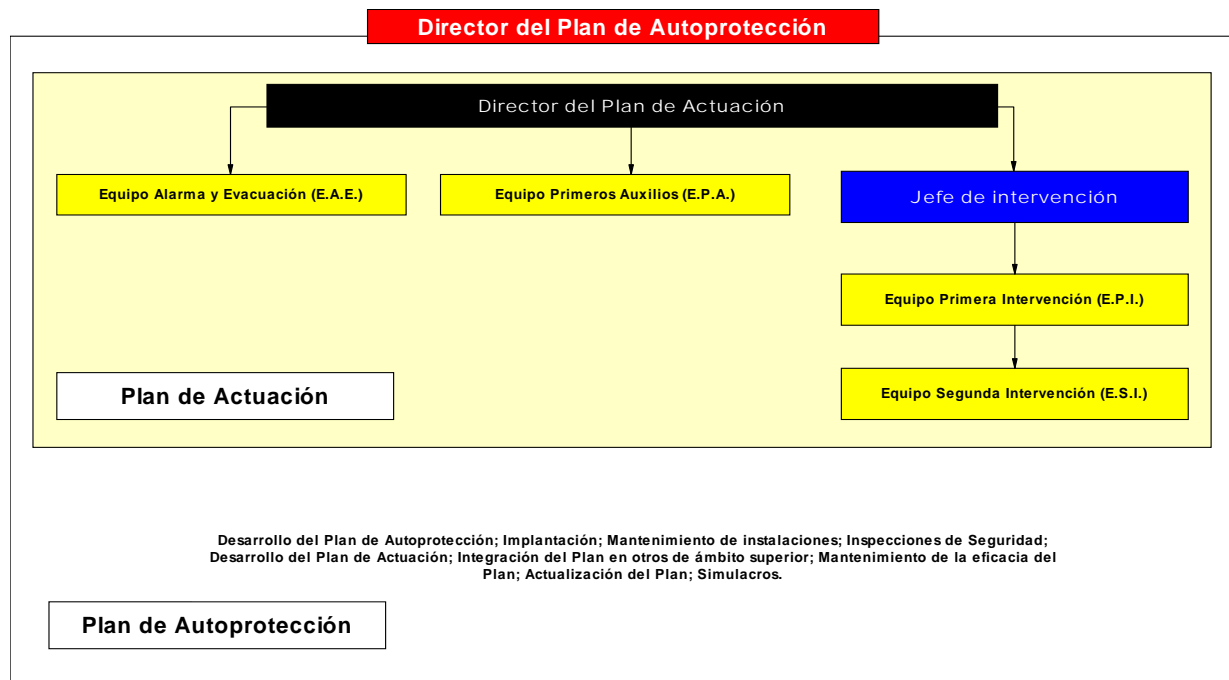 Director del Plan de Autoprotección
Director del Plan de Actuación
Equipo Alarma y Evacuación (E.A.E.)
Equipo Primeros Auxilios (E.P.A.)
Jefe de intervención
Equipo Primera Intervención (E.P.I.)
Equipo Segunda Intervención (E.S.I.)
Plan de Actuación
Desarrollo del Plan de Autoprotección; Implantación; Mantenimiento de instalaciones; Inspecciones de Seguridad;
Desarrollo del Plan de Actuación; Integración del Plan en otros de ámbito superior; Mantenimiento de la eficacia del
Plan; Actualización del Plan; Simulacros.
Plan de Autoprotección